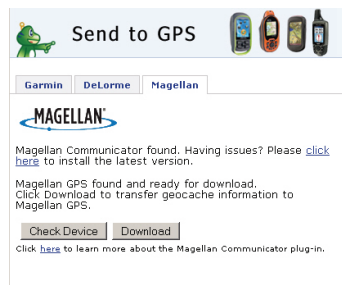 Send to GPS
Garmin DeLorme Magellan
MAGELLAN
Magellan Communicator found. Having issues? Please click
here to install the latest version.
Magellan GPS found and ready for download.
Click Download to transfer geocache information to
Magellan GPS.
Check Device Download
Click here to learn more about the Magellan Communicator plug-in.